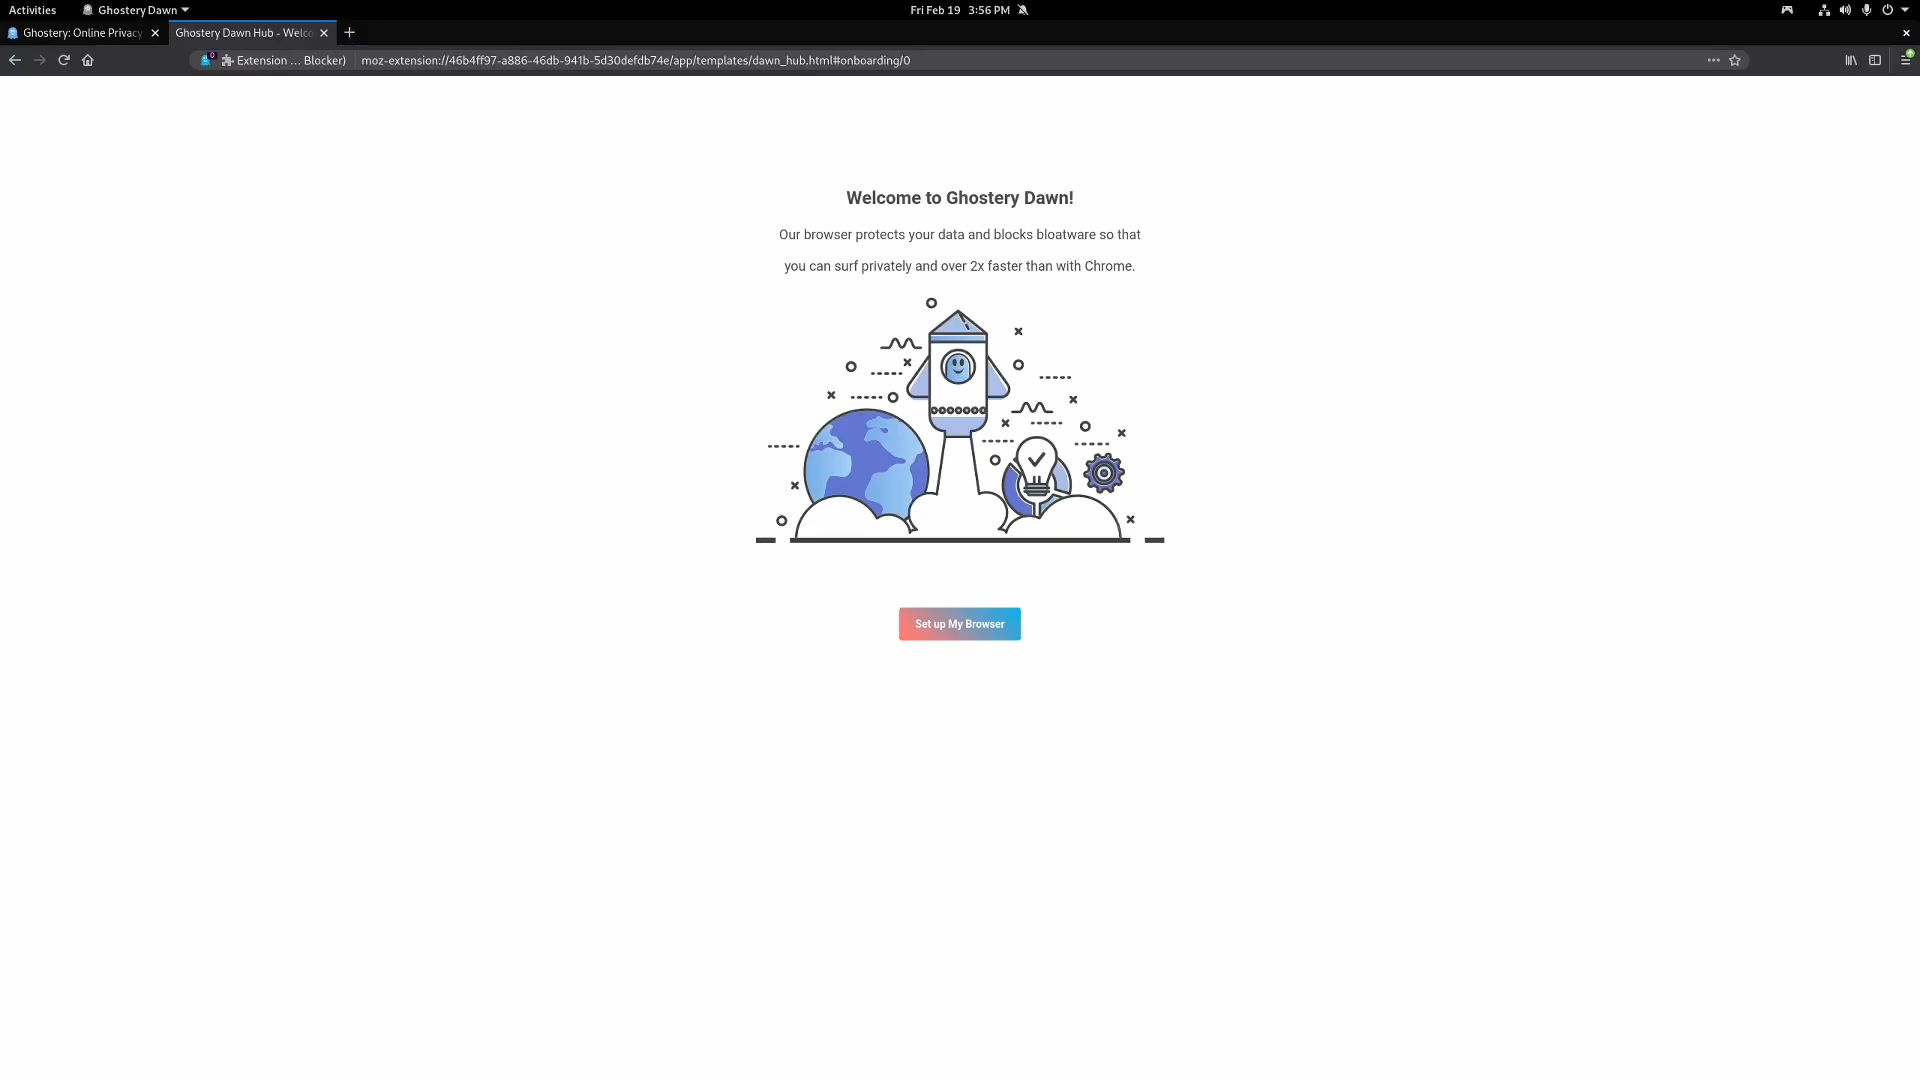 Activities Ghostery Dawn Fri Feb 19 3:56 PM
Ghostery: Online Privacy Ghostery Dawn Hub - Welco
0 Extension ... Blocker) moz-extension://46b4ff97-a886-46db-941b-5d30defdb74e/app/templates/dawn_hub.html#onboarding/0
Welcome to Ghostery Dawn!
Our browser protects your data and blocks bloatware so that
you can surf privately and over 2x faster than with Chrome.
Set up My Browser